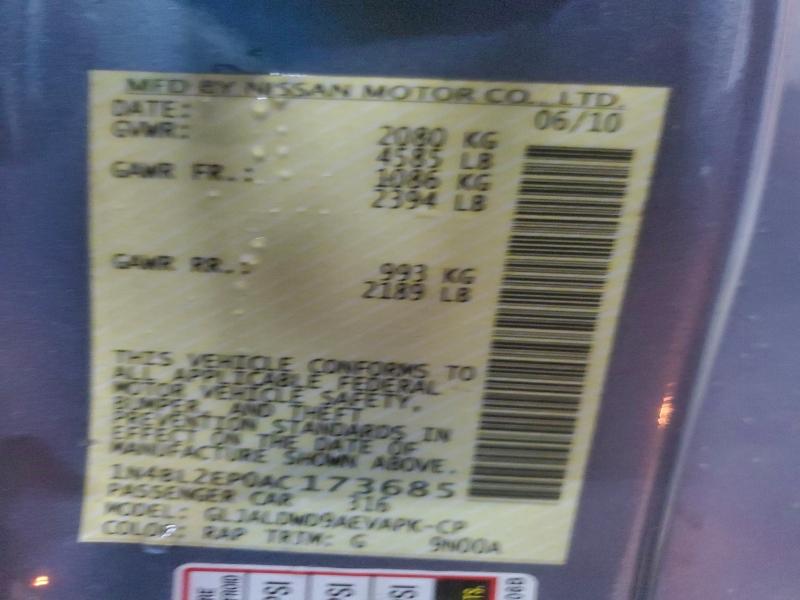 MFD BY NISSAN MOTOR CO., LTD.
DATE: 06/10
GVWR: 2080 KG
4585 LB
GAWR FR.: 1086 KG
2394 LB
GAWR RR.: 993 KG
2189 LB
THIS VEHICLE CONFORMS TO
ALL APPLICABLE FEDERAL
MOTOR VEHICLE SAFETY,
BUMPER, AND THEFT
PREVENTION STANDARDS IN
EFFECT ON THE DATE OF
MANUFACTURE SHOWN ABOVE.
1N4BL2EP0AC173685
PASSENGER CAR 316
MODEL: GLJALDWD9AEVAPK-CP
COLOR: RAP TRIM: G 9N00A
PSI
PSI
PSI